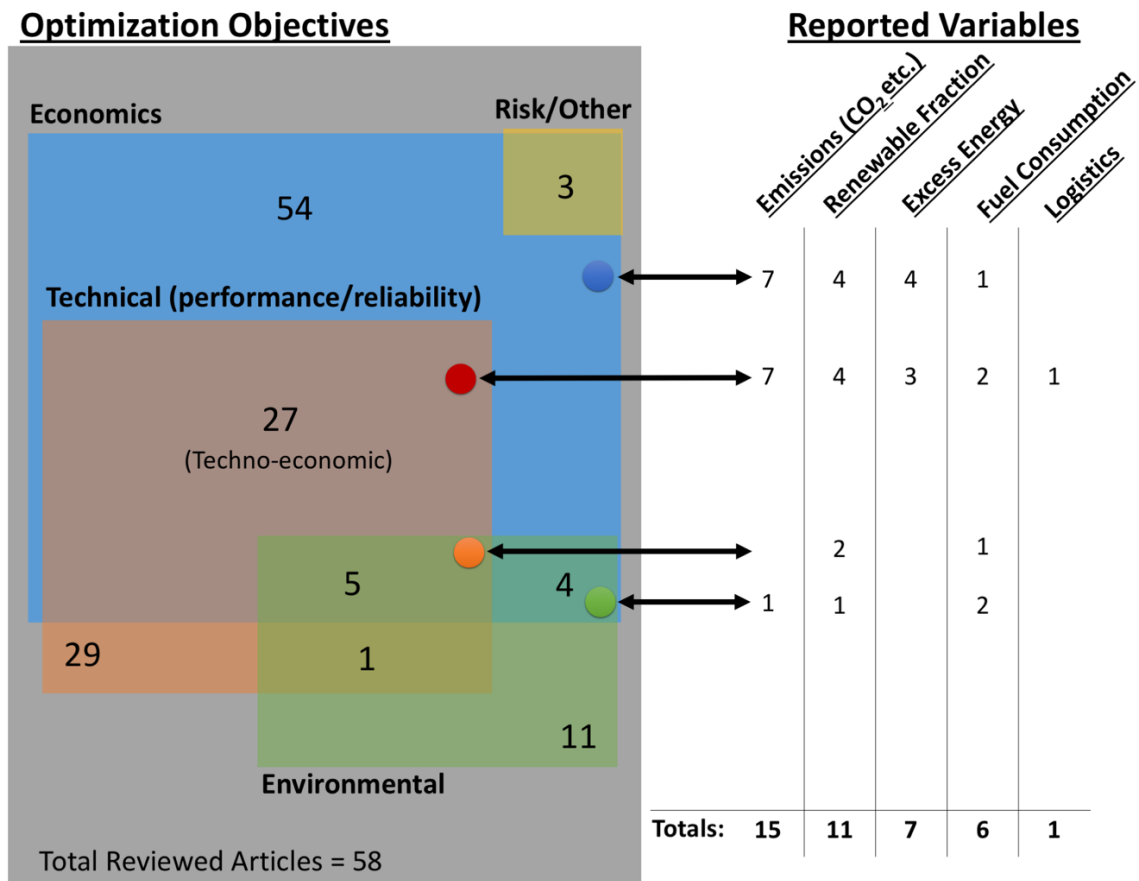 Optimization Objectives
Reported Variables
Economics
Risk/Other
Emissions (CO₂ etc.)
Renewable Fraction
Excess Energy
Fuel Consumption
Logistics
54
3
7 4 4 1
Technical (performance/reliability)
7 4 3 2 1
27
(Techno-economic)
2 1
5 4
1 1 2
29 1
11
Environmental
Totals: 15 11 7 6 1
Total Reviewed Articles = 58